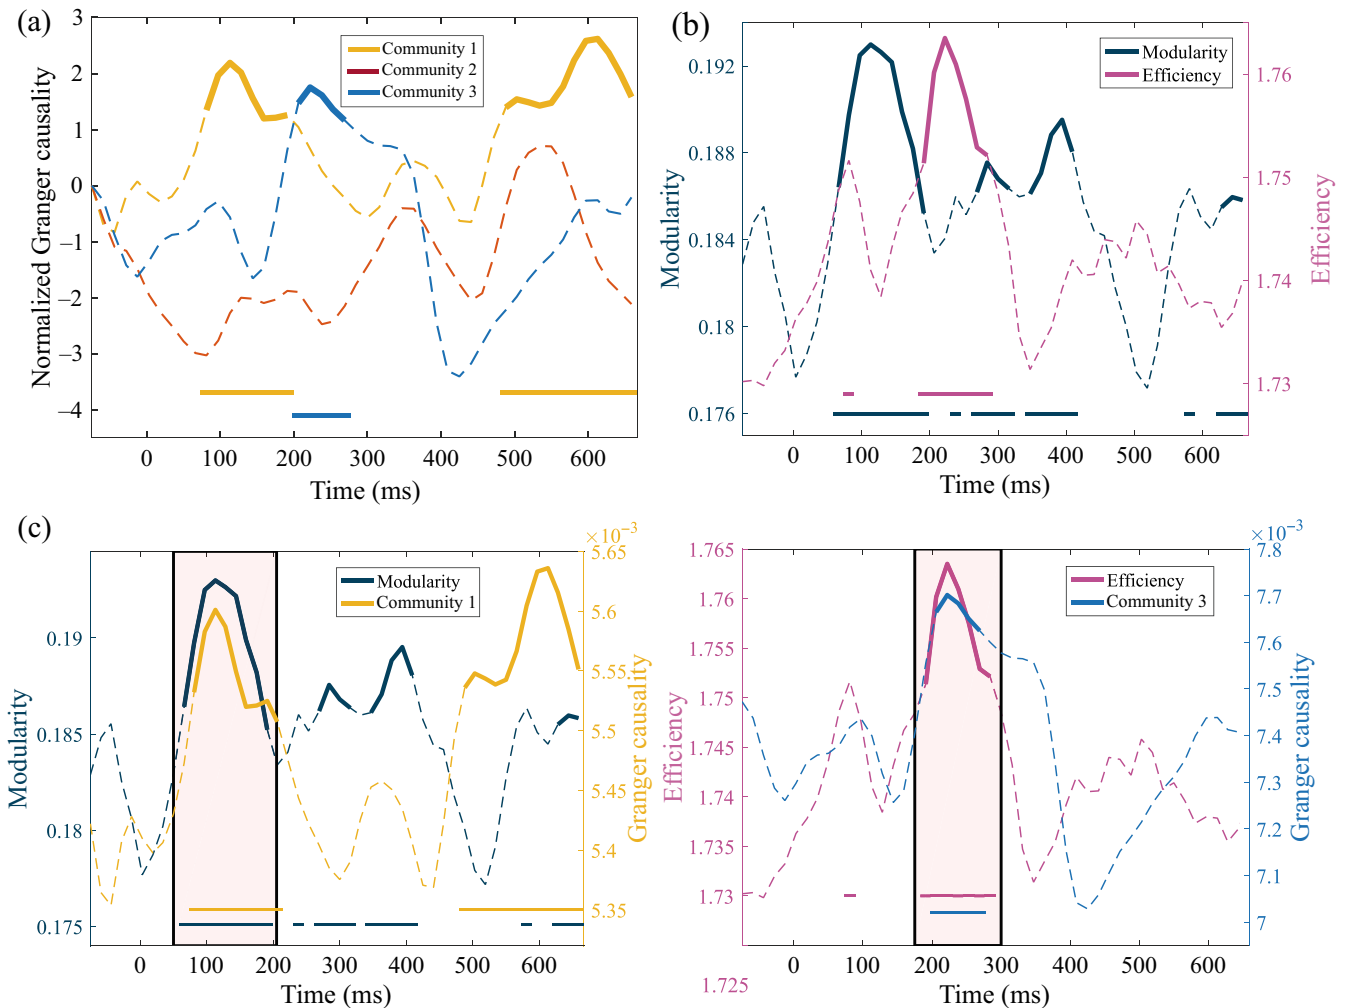 (a)
3
2
1
0
−1
−2
−3
−4
Normalized Granger causality
Community 1
Community 2
Community 3
0 100 200 300 400 500 600
Time (ms)
(b)
0.192
0.188
0.184
0.18
0.176
Modularity
Modularity
Efficiency
1.76
1.75
1.74
1.73
Efficiency
0 100 200 300 400 500 600
Time (ms)
(c)
0.19
0.185
0.18
0.175
Modularity
Modularity
Community 1
×10−3
5.65
5.6
5.55
5.5
5.45
5.4
5.35
Granger causality
0 100 200 300 400 500 600
Time (ms)
1.765
1.76
1.755
1.75
1.745
1.74
1.735
1.73
1.725
Efficiency
Efficiency
Community 3
×10−3
7.8
7.7
7.6
7.5
7.4
7.3
7.2
7.1
7
Granger causality
0 100 200 300 400 500 600
Time (ms)